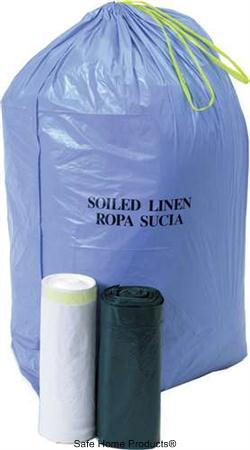 SOILED LINEN
ROPA SUCIA
Safe Home Products®